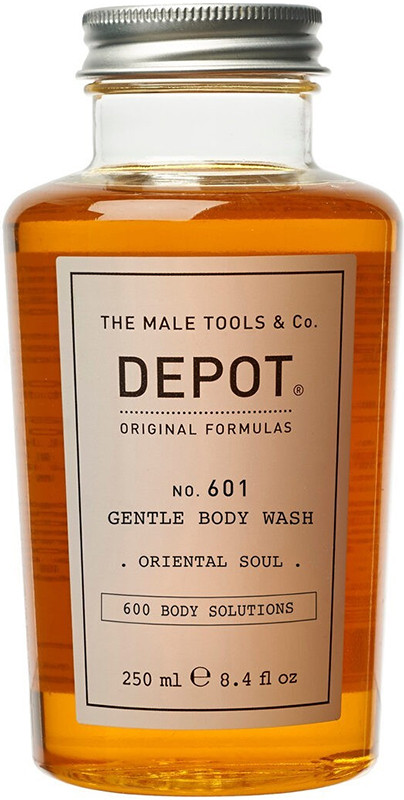 THE MALE TOOLS & Co.
DEPOT®
ORIGINAL FORMULAS
NO. 601
GENTLE BODY WASH
. ORIENTAL SOUL .
600 BODY SOLUTIONS
250 ml ℮ 8.4 fl oz